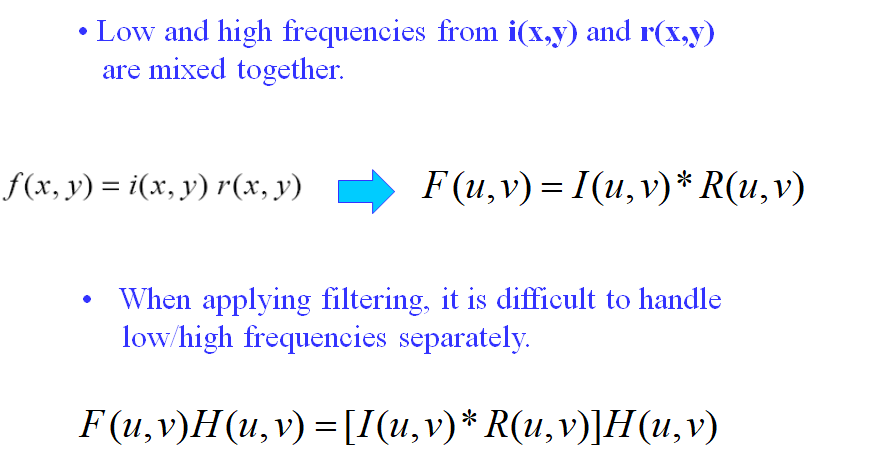 • Low and high frequencies from i(x,y) and r(x,y)
are mixed together.
f(x, y) = i(x, y) r(x, y) F(u,v) = I(u,v)* R(u,v)
• When applying filtering, it is difficult to handle
low/high frequencies separately.
F(u,v)H(u,v) =[I(u,v)* R(u,v)]H(u,v)